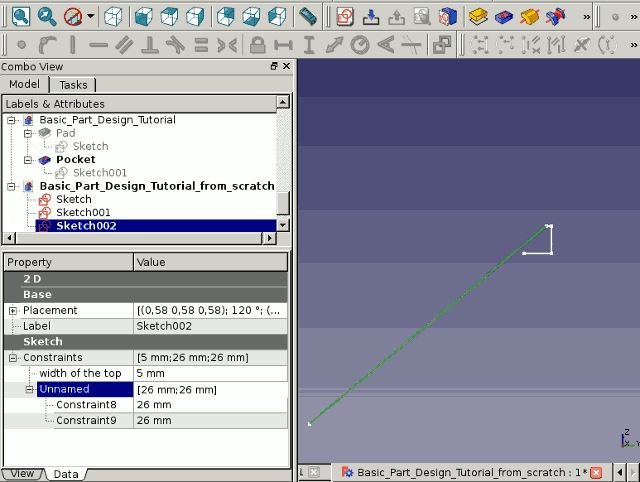 Combo View
Model Tasks
Labels & Attributes
Basic_Part_Design_Tutorial
Pad
Sketch
Pocket
Sketch001
Basic_Part_Design_Tutorial_from_scratch
Sketch
Sketch001
Sketch002
Property Value
2 D
Base
Placement [(0,58 0,58 0,58); 120 °; (...
Label Sketch002
Sketch
Constraints [5 mm;26 mm;26 mm]
width of the top 5 mm
Unnamed [26 mm;26 mm]
Constraint8 26 mm
Constraint9 26 mm
View Data
1 Basic_Part_Design_Tutorial_from_scratch : 1*
Z
X Y